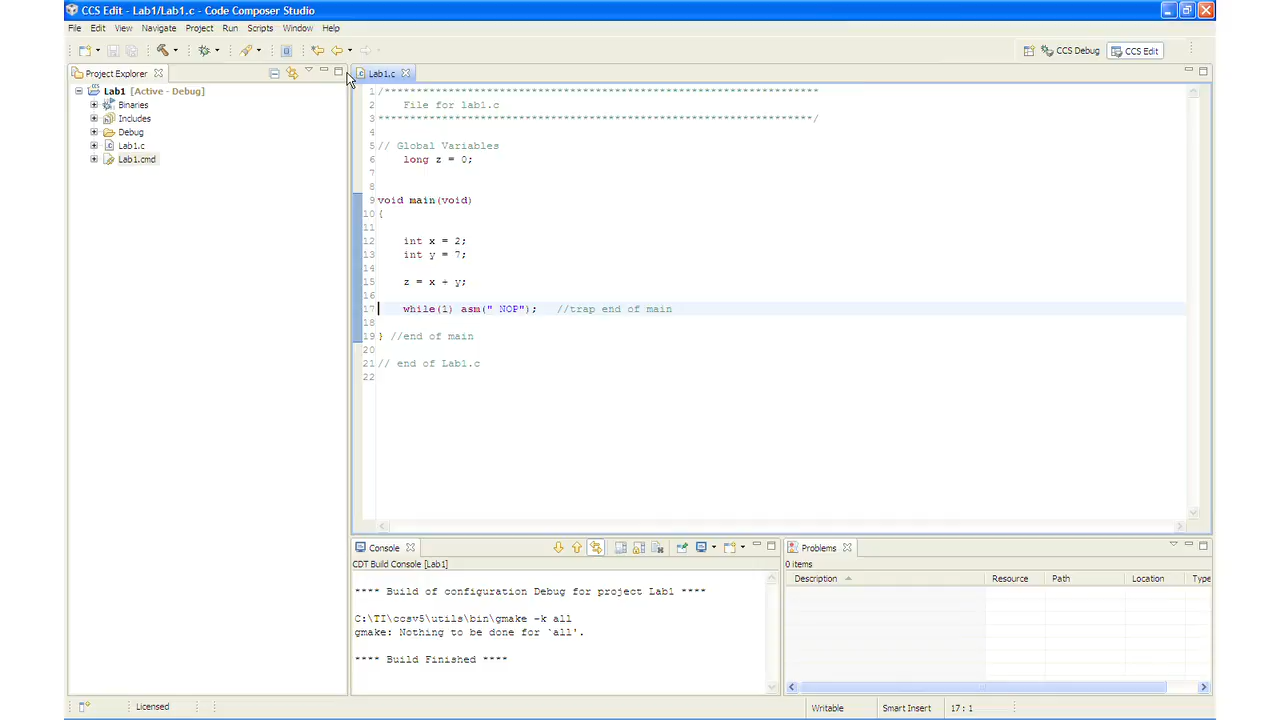 CCS Edit - Lab1/Lab1.c - Code Composer Studio
File Edit View Navigate Project Run Scripts Window Help
CCS Debug CCS Edit
Project Explorer
Lab1 [Active - Debug]
Binaries
Includes
Debug
Lab1.c
Lab1.cmd
Lab1.c
1 /*******************************************************************
2 File for lab1.c
3 ********************************************************************/
4
5 // Global Variables
6 long z = 0;
7
8
9 void main(void)
10 {
11
12 int x = 2;
13 int y = 7;
14
15 z = x + y;
16
17 while(1) asm(" NOP"); //trap end of main
18
19 } //end of main
20
21 // end of Lab1.c
22
Console
CDT Build Console [Lab1]
**** Build of configuration Debug for project Lab1 ****
C:\TI\ccsv5\utils\bin\gmake -k all
gmake: Nothing to be done for `all'.
**** Build Finished ****
Problems
0 items
Description Resource Path Location Type
Licensed
Writable Smart Insert 17 : 1